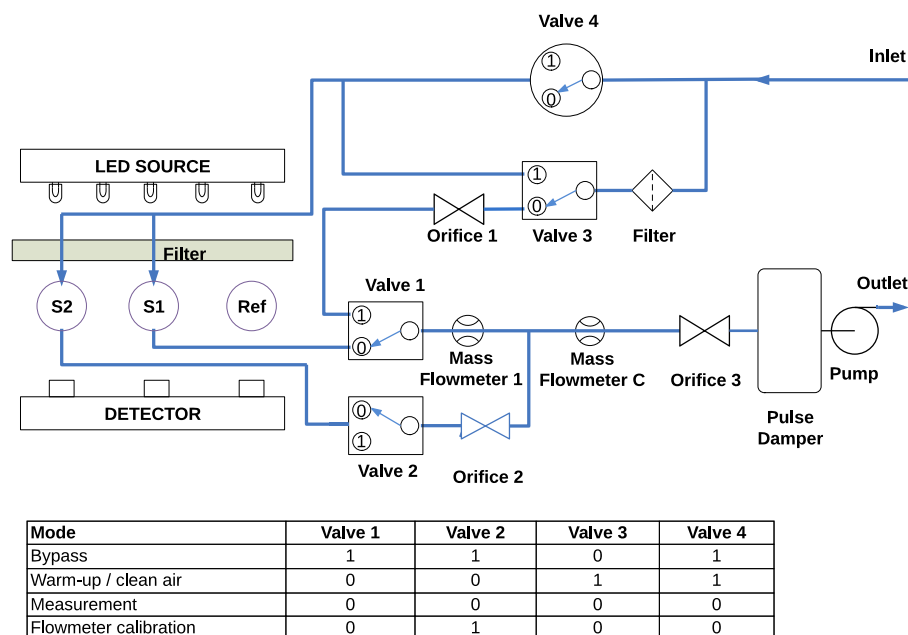 Valve 4
Inlet
1
0
LED SOURCE
1
0
Orifice 1
Valve 3
Filter
Filter
S2
S1
Ref
Valve 1
Outlet
1
0
Mass
Flowmeter 1
Mass
Flowmeter C
Orifice 3
Pump
DETECTOR
0
1
Valve 2
Orifice 2
Pulse
Damper
Mode Valve 1 Valve 2 Valve 3 Valve 4
Bypass 1 1 0 1
Warm-up / clean air 0 0 1 1
Measurement 0 0 0 0
Flowmeter calibration 0 1 0 0